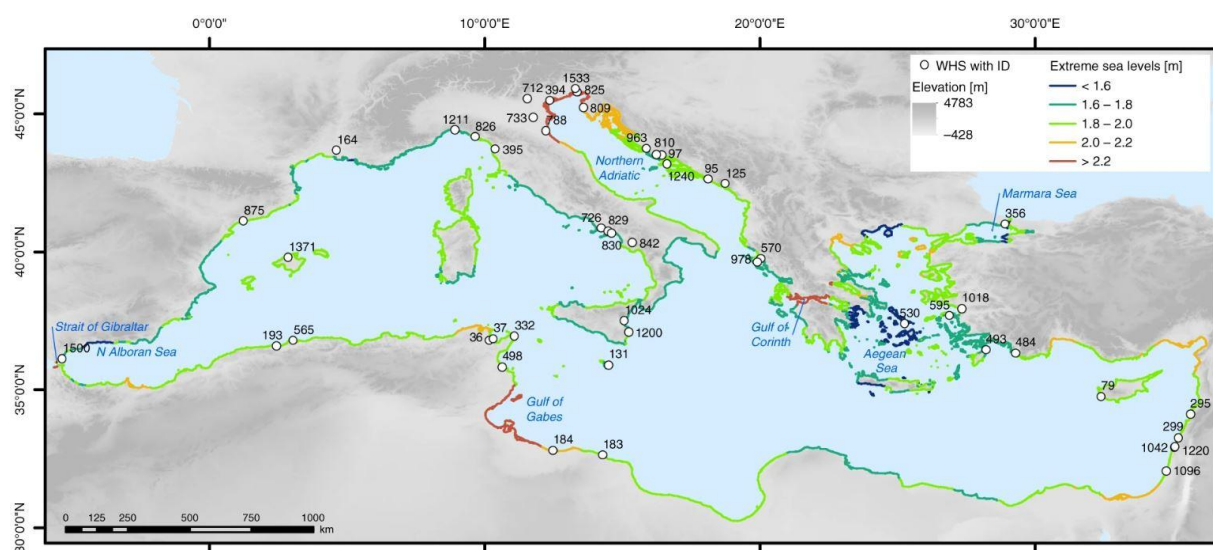 0°0'0" 10°0'0"E 20°0'0"E 30°0'0"E
WHS with ID
Elevation [m]
4783
–428
Extreme sea levels [m]
< 1.6
1.6 – 1.8
1.8 – 2.0
2.0 – 2.2
> 2.2
45°0'0"N
40°0'0"N
35°0'0"N
30°0'0"N
1533
712 394 825
809
733 788
164
1211 826
395
963 810
97
1240
95 125
Northern
Adriatic
Marmara Sea
356
875
1371
726 829
830 842
570
978
Strait of Gibraltar
1500 N Alboran Sea
193 565
37 332
36
498
1024
1200
131
Gulf of
Corinth
530
595 1018
Aegean
Sea
493 484
Gulf of
Gabes
184 183
79
295
299
1042 1220
1096
0 125 250 500 750 1000
km